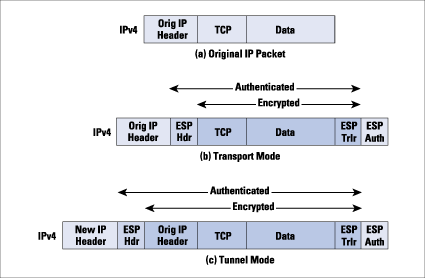 IPv4 Orig IP Header TCP Data
(a) Original IP Packet
Authenticated
Encrypted
IPv4 Orig IP Header ESP Hdr TCP Data ESP Trlr ESP Auth
(b) Transport Mode
Authenticated
Encrypted
IPv4 New IP Header ESP Hdr Orig IP Header TCP Data ESP Trlr ESP Auth
(c) Tunnel Mode